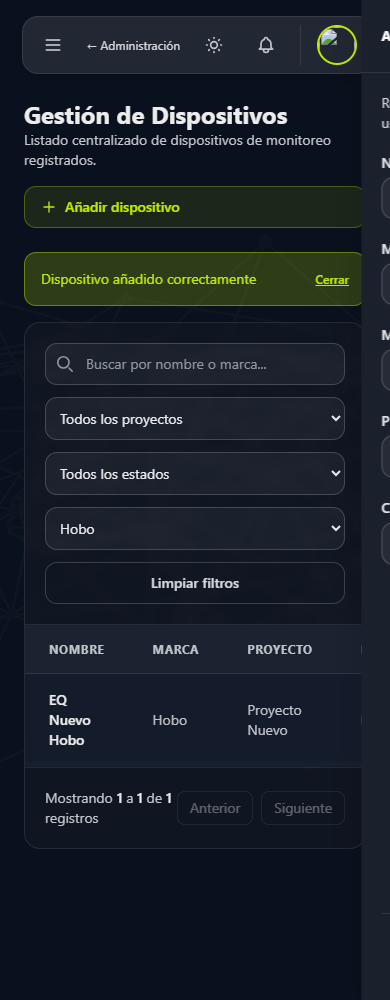 ← Administración
Gestión de Dispositivos
Listado centralizado de dispositivos de monitoreo
registrados.
+ Añadir dispositivo
Dispositivo añadido correctamente Cerrar
Buscar por nombre o marca...
Todos los proyectos
Todos los estados
Hobo
Limpiar filtros
NOMBRE MARCA PROYECTO
EQ
Nuevo
Hobo
Hobo
Proyecto
Nuevo
Mostrando 1 a 1 de 1
registros
Anterior Siguiente